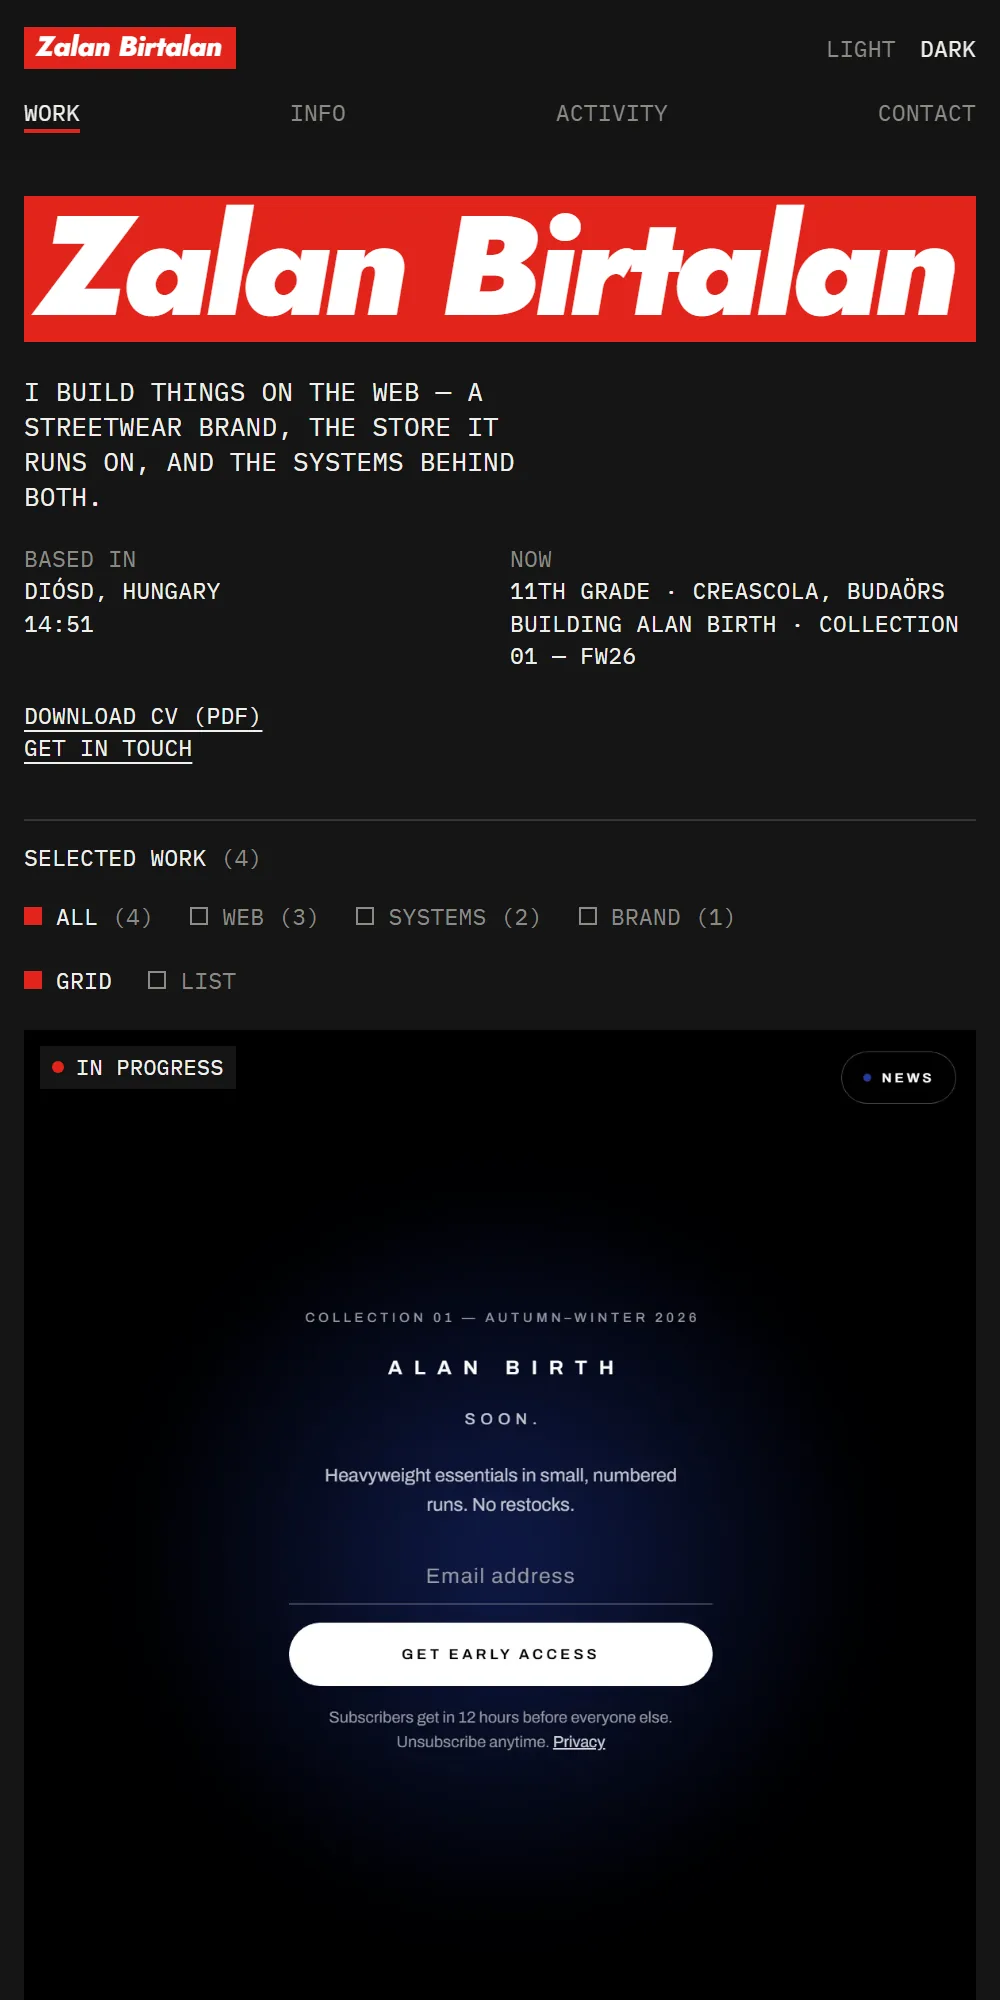 Zalan Birtalan
LIGHT DARK
WORK INFO ACTIVITY CONTACT
Zalan Birtalan
I BUILD THINGS ON THE WEB — A
STREETWEAR BRAND, THE STORE IT
RUNS ON, AND THE SYSTEMS BEHIND
BOTH.
BASED IN
DIÓSD, HUNGARY
14:51
NOW
11TH GRADE · CREASCOLA, BUDAÖRS
BUILDING ALAN BIRTH · COLLECTION
01 — FW26
DOWNLOAD CV (PDF)
GET IN TOUCH
SELECTED WORK (4)
ALL (4) WEB (3) SYSTEMS (2) BRAND (1)
GRID LIST
IN PROGRESS
NEWS
COLLECTION 01 — AUTUMN–WINTER 2026
ALAN BIRTH
SOON.
Heavyweight essentials in small, numbered
runs. No restocks.
Email address
GET EARLY ACCESS
Subscribers get in 12 hours before everyone else.
Unsubscribe anytime. Privacy